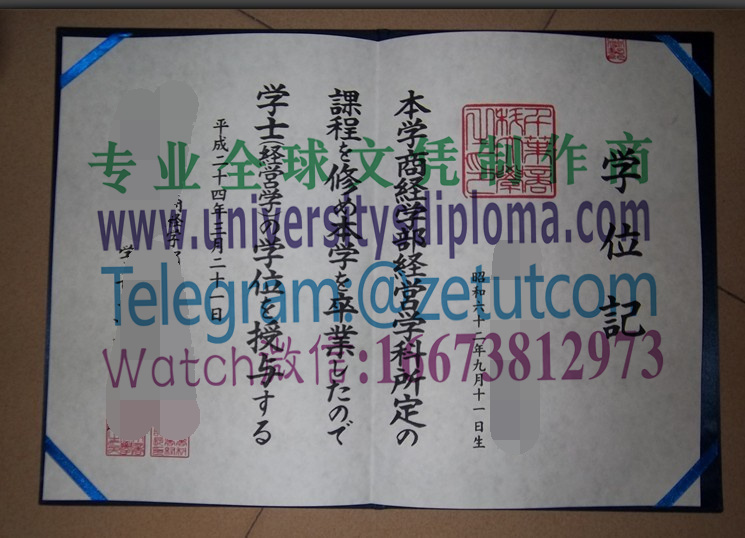 学位記
昭和六十二年九月十一日生
本学商経学部経営学科所定の
課程を修め本学を卒業したので
学士(経営学)の学位を授与する
平成二十四年三月二十一日
专业全球文凭制作商
www.universitysdiploma.com
Telegram:@zetutcom
Watch微信:16673812973